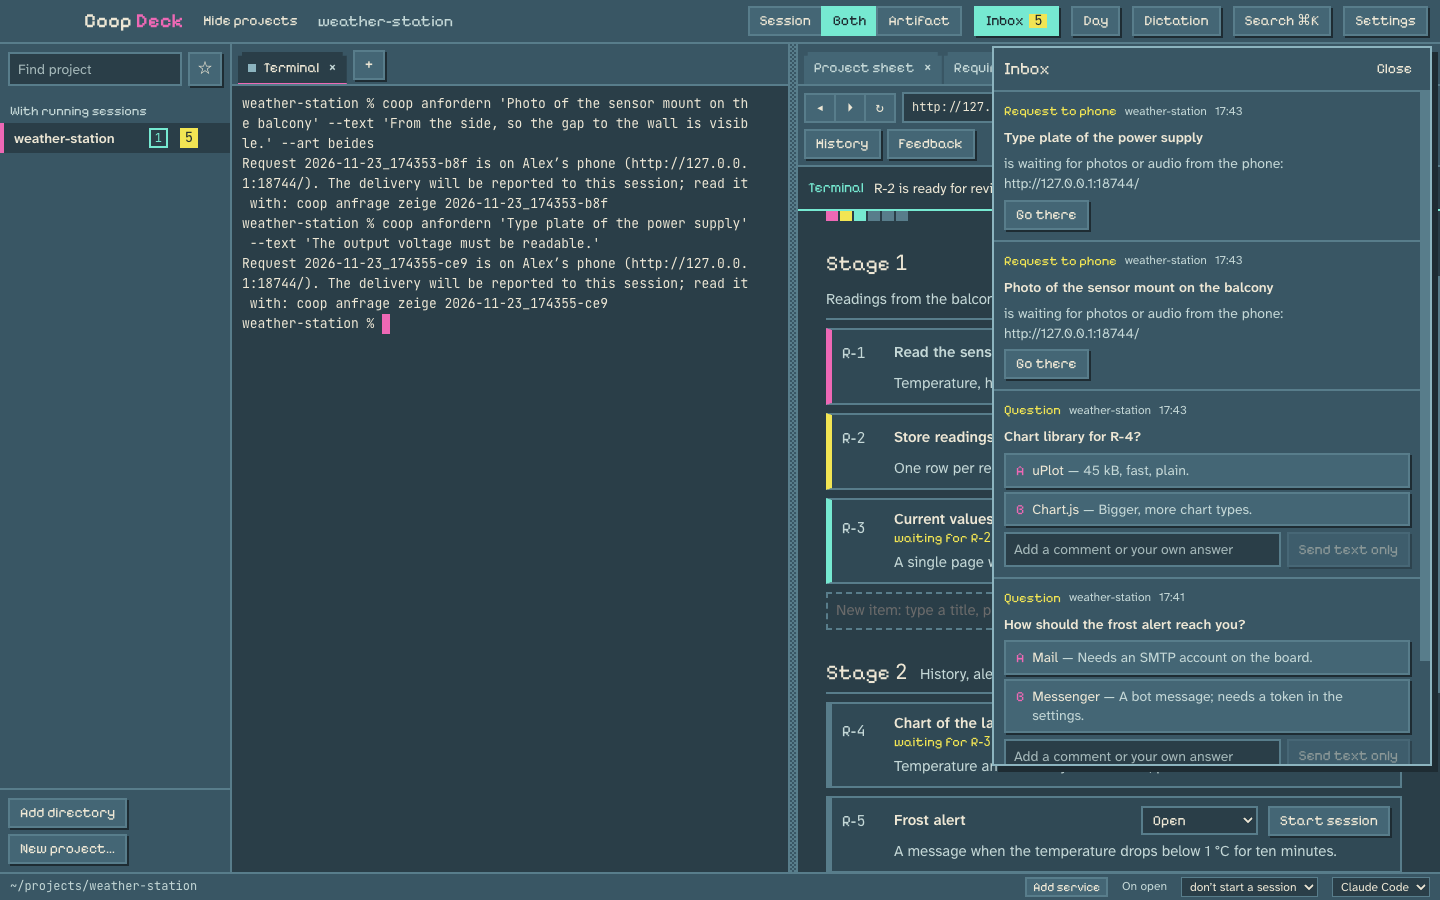 Coop Deck
Hide projects
weather-station
Session
Both
Artifact
Inbox 5
Day
Dictation
Search ⌘K
Settings
Find project
☆
With running sessions
weather-station 1 5
Add directory
New project…
Terminal ×
+
weather-station % coop anfordern 'Photo of the sensor mount on th
e balcony' --text 'From the side, so the gap to the wall is visib
le.' --art beides
Request 2026-11-23_174353-b8f is on Alex’s phone (http://127.0.0.
1:18744/). The delivery will be reported to this session; read it
with: coop anfrage zeige 2026-11-23_174353-b8f
weather-station % coop anfordern 'Type plate of the power supply'
--text 'The output voltage must be readable.'
Request 2026-11-23_174355-ce9 is on Alex’s phone (http://127.0.0.
1:18744/). The delivery will be reported to this session; read it
with: coop anfrage zeige 2026-11-23_174355-ce9
weather-station %
Project sheet ×
http://127.
History
Feedback
Terminal R-2 is ready for
Stage 1
Readings from the
R-1
Read the
Temperature,
R-2
Store readings
One row per
R-3
Current values
waiting for R-2
A single page
New item: type a title,
Stage 2
History,
R-4
Chart of the
waiting for R-3
Temperature
R-5
Frost alert
Open
Start session
A message when the temperature drops below 1 °C for ten minutes.
Inbox
Close
Request to phone weather-station 17:43
Type plate of the power supply
is waiting for photos or audio from the phone:
http://127.0.0.1:18744/
Go there
Request to phone weather-station 17:43
Photo of the sensor mount on the balcony
is waiting for photos or audio from the phone:
http://127.0.0.1:18744/
Go there
Question weather-station 17:43
Chart library for R-4?
A uPlot — 45 kB, fast, plain.
B Chart.js — Bigger, more chart types.
Add a comment or your own answer
Send text only
Question weather-station 17:41
How should the frost alert reach you?
A Mail — Needs an SMTP account on the board.
B Messenger — A bot message; needs a token in the
settings.
Add a comment or your own answer
Send text only
~/projects/weather-station
Add service
On open
don't start a session
Claude Code